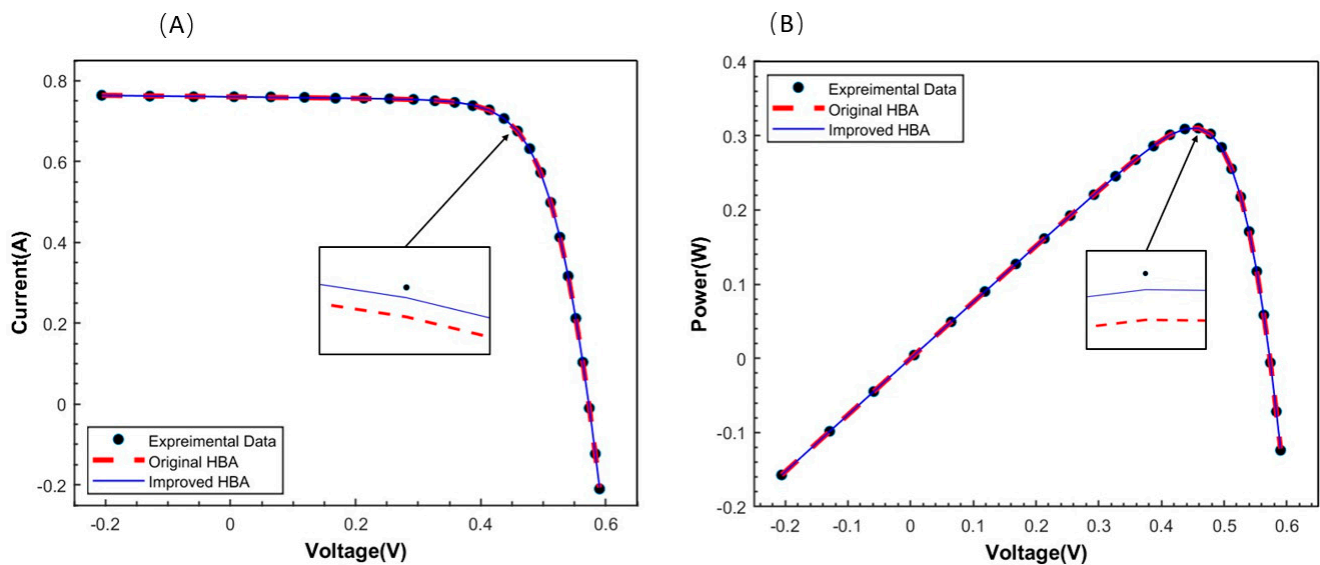 (A)
Current(A)
0.8
0.6
0.4
0.2
0
-0.2
-0.2
0
0.2
0.4
0.6
Voltage(V)
Expreimental Data
Original HBA
Improved HBA
(B)
Power(W)
0.4
0.3
0.2
0.1
0
-0.1
-0.2
-0.2
-0.1
0
0.1
0.2
0.3
0.4
0.5
0.6
Voltage(V)
Expreimental Data
Original HBA
Improved HBA